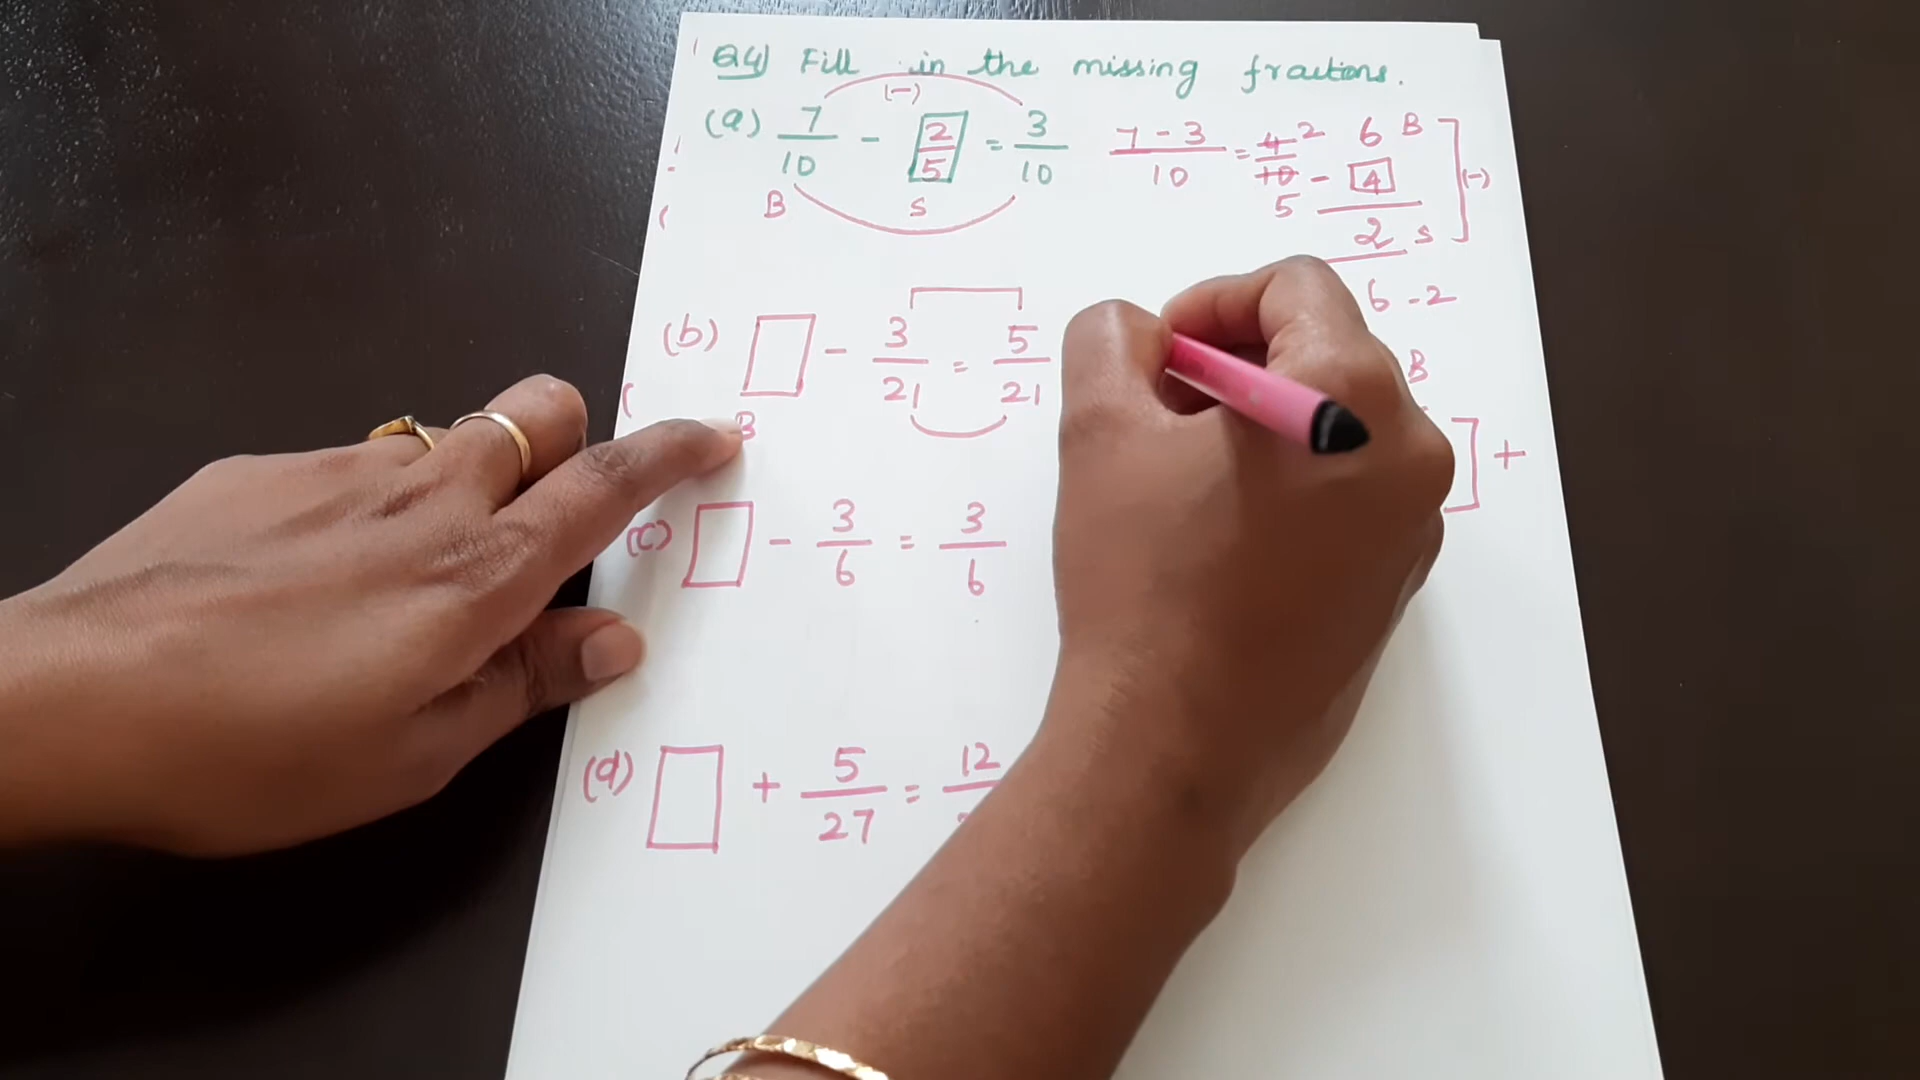 Q4) Fill in the missing fractions.
(-)
(a) 7/10 - 2/5 = 3/10
B S
7 - 3/10 = 4/10 2
5
6 B
- 4
2 S
(-)
6 - 2
(b) □ - 3/21 = 5/21
B
B
] +
(c) □ - 3/6 = 3/6
(d) □ + 5/27 = 12